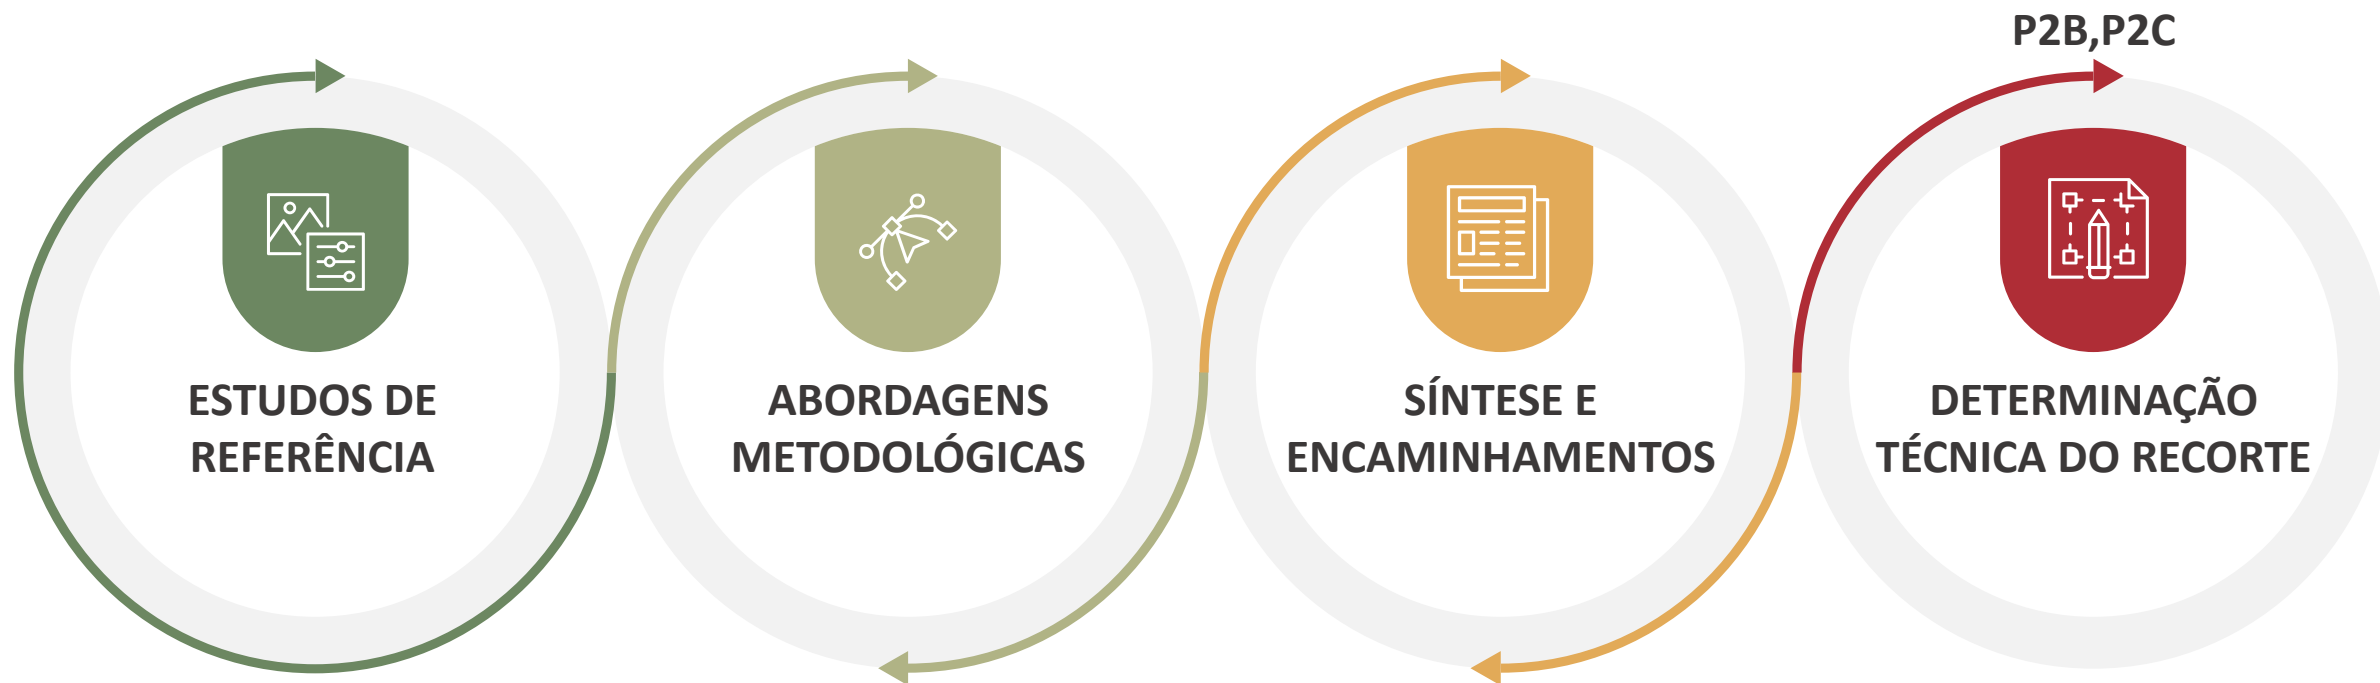 P2B,P2C
ESTUDOS DE
REFERÊNCIA
ABORDAGENS
METODOLÓGICAS
SÍNTESE E
ENCAMINHAMENTOS
DETERMINAÇÃO
TÉCNICA DO RECORTE